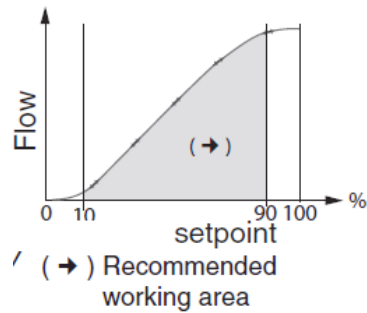 Flow
( → )
%
0 10 90 100
setpoint
( → ) Recommended
working area